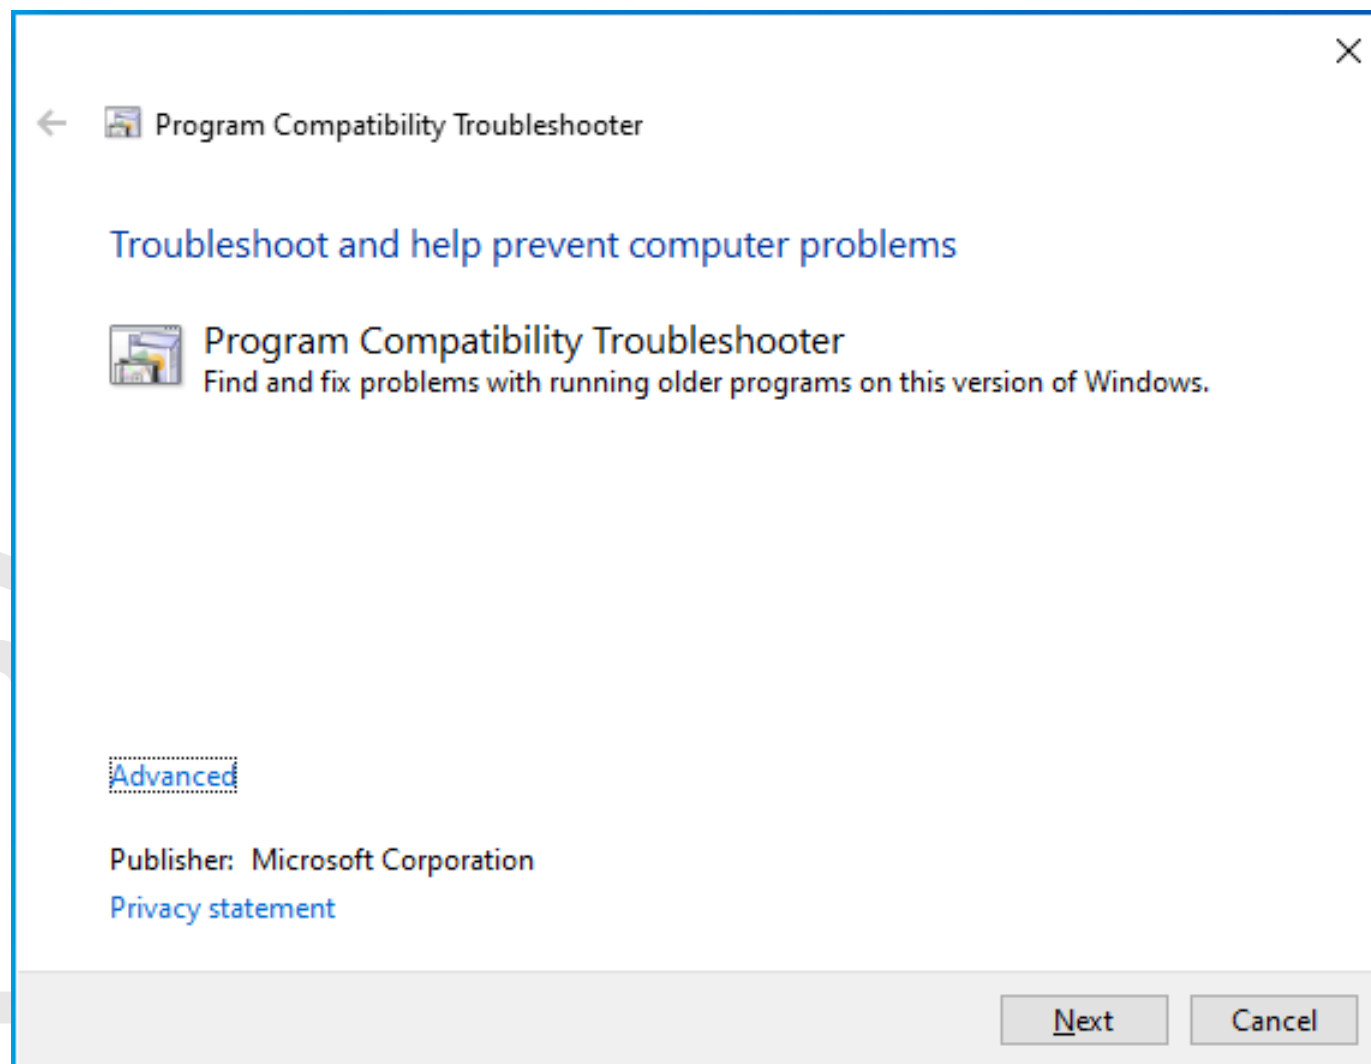 Program Compatibility Troubleshooter
Troubleshoot and help prevent computer problems
Program Compatibility Troubleshooter
Find and fix problems with running older programs on this version of Windows.
Advanced
Publisher: Microsoft Corporation
Privacy statement
Next Cancel